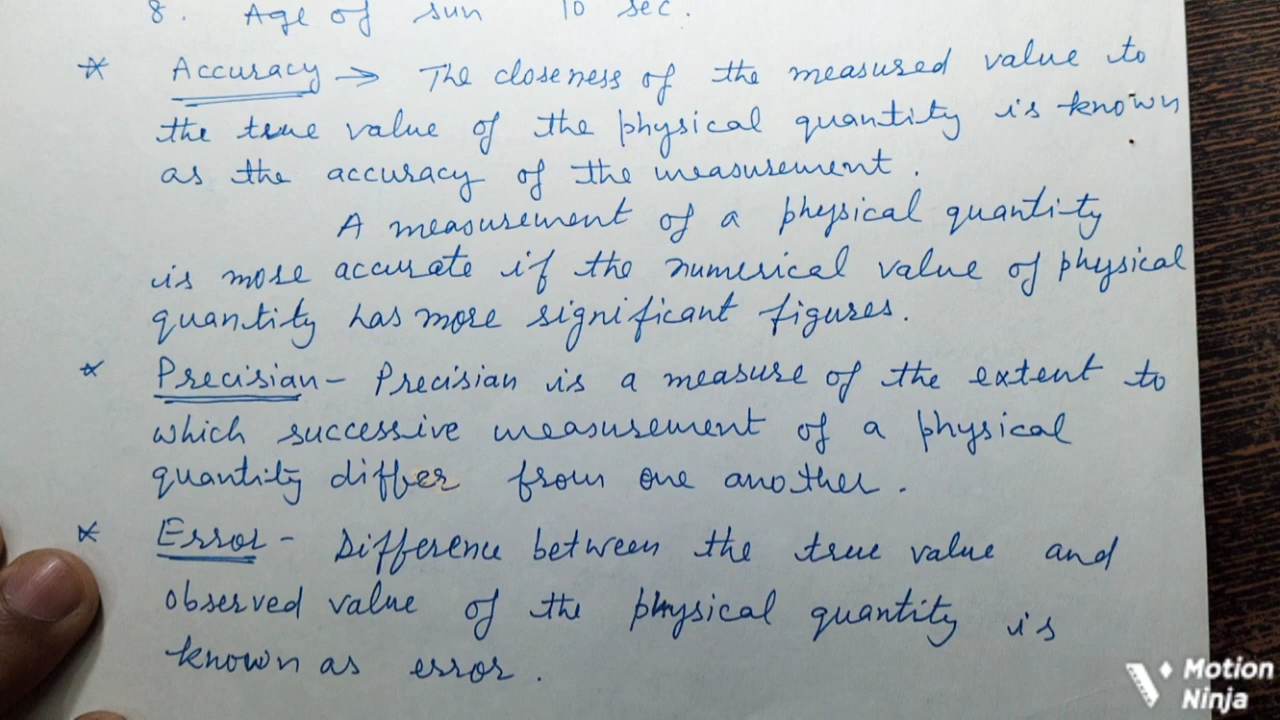 8. Age of sun 10 sec.
* Accuracy → The closeness of the measured value to
the true value of the physical quantity is known
as the accuracy of the measurement.
A measurement of a physical quantity
is more accurate if the numerical value of physical
quantity has more significant figures.
* Precisian - Precisian is a measure of the extent to
which successive measurement of a physical
quantity differ from one another.
* Error - Difference between the true value and
observed value of the physical quantity is
known as error.
Motion
Ninja